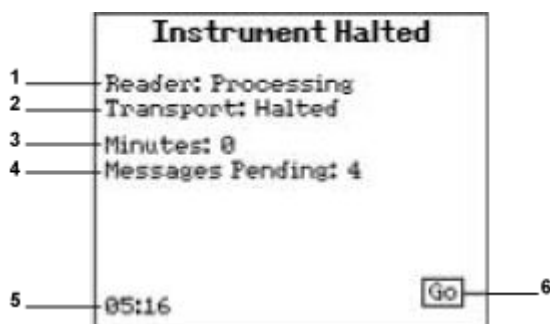 Instrument Halted
1 Reader: Processing
2 Transport: Halted
3 Minutes: 0
4 Messages Pending: 4
5 05:16
Go 6